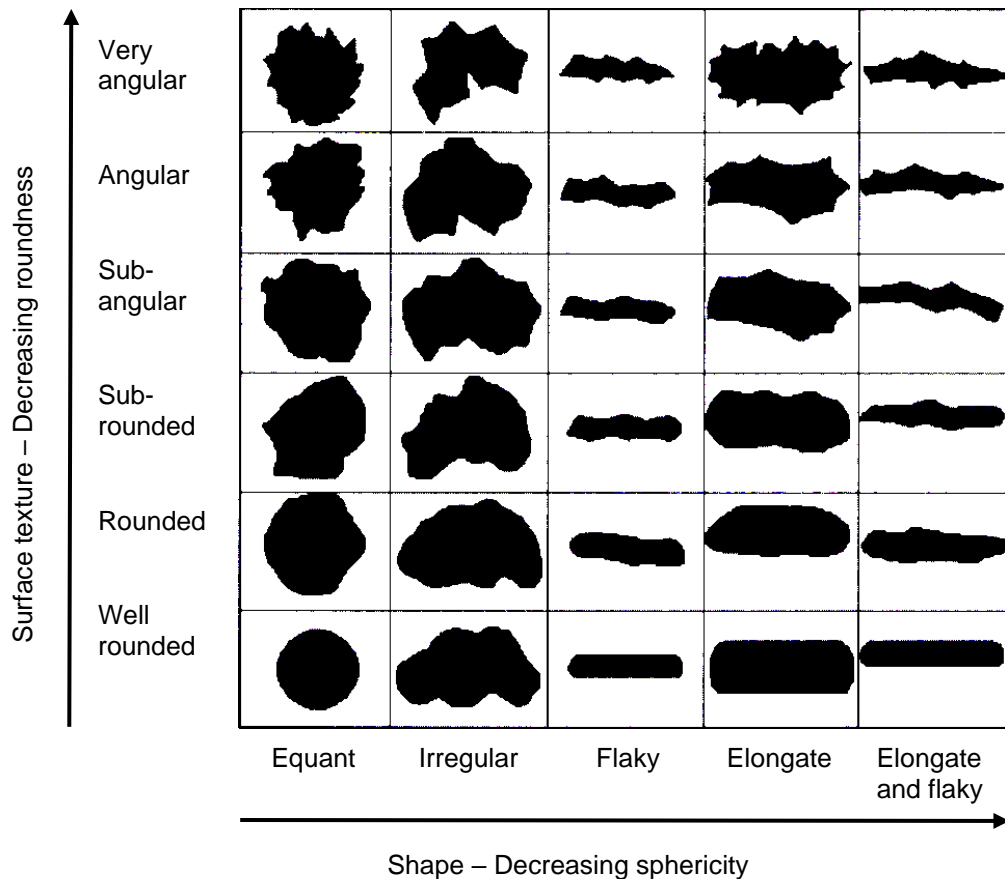 Very
angular
Angular
Sub-
angular
Sub-
rounded
Rounded
Well
rounded
Surface texture – Decreasing roundness
Equant
Irregular
Flaky
Elongate
Elongate
and flaky
Shape – Decreasing sphericity